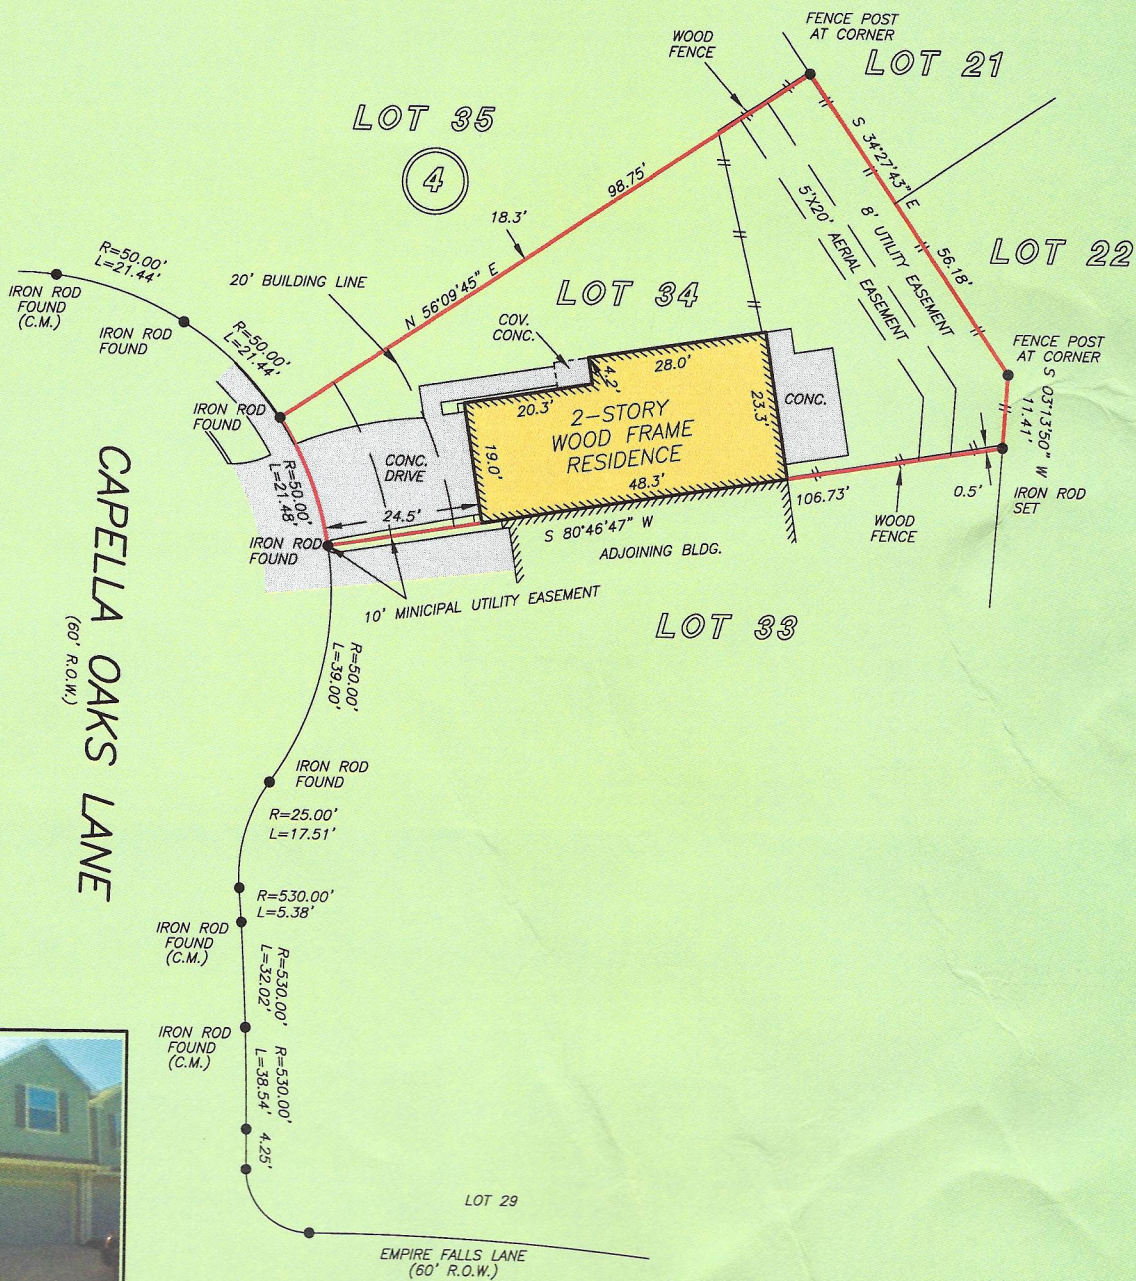 FENCE POST
AT CORNER
WOOD
FENCE
LOT 21
LOT 35
4
98.75'
S 34°27'43" E
56.18'
18.3'
5'X20' AERIAL EASEMENT
8' UTILITY EASEMENT
LOT 22
R=50.00'
L=21.44'
20' BUILDING LINE
N 56°09'45" E
LOT 34
IRON ROD
FOUND
(C.M.)
IRON ROD
FOUND
R=50.00'
L=21.44'
COV.
CONC.
FENCE POST
AT CORNER
S 03°13'50" W
11.41'
28.0'
4.2'
20.3'
2-STORY
WOOD FRAME
RESIDENCE
23.3'
CONC.
IRON ROD
FOUND
CONC.
DRIVE
19.0'
48.3'
R=50.00'
L=21.48'
24.5'
106.73'
0.5'
IRON ROD
SET
WOOD
FENCE
IRON ROD
FOUND
S 80°46'47" W
ADJOINING BLDG.
10' MINICIPAL UTILITY EASEMENT
LOT 33
CAPELLA OAKS LANE
(60' R.O.W.)
R=50.00'
L=39.00'
IRON ROD
FOUND
R=25.00'
L=17.51'
R=530.00'
L=5.38'
IRON ROD
FOUND
(C.M.)
R=530.00'
L=32.02'
IRON ROD
FOUND
(C.M.)
R=530.00'
L=38.54'
4.25'
LOT 29
EMPIRE FALLS LANE
(60' R.O.W.)